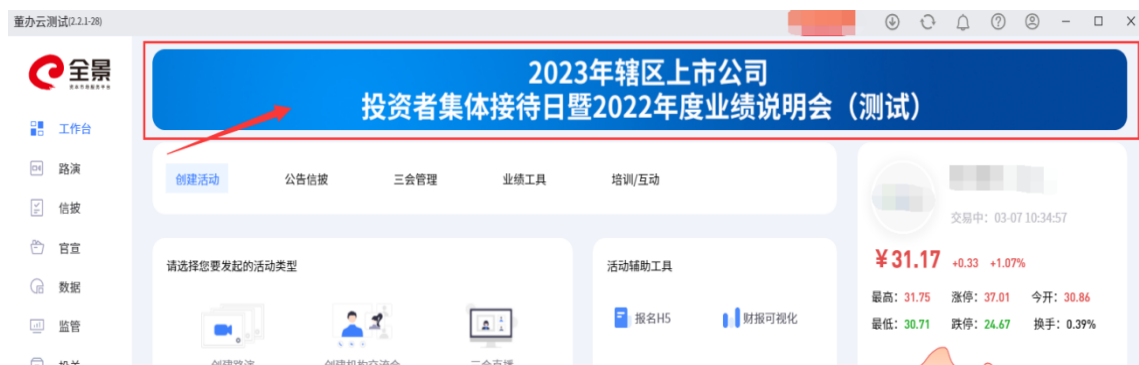 董办云测试(2.2.1-28)
全景
2023年辖区上市公司
投资者集体接待日暨2022年度业绩说明会（测试）
工作台
路演
信披
官宣
数据
监管
创建活动 公告信披 三会管理 业绩工具 培训/互动
交易中：03-07 10:34:57
¥31.17 +0.33 +1.07%
最高：31.75 涨停：37.01 今开：30.86
最低：30.71 跌停：24.67 换手：0.39%
请选择您要发起的活动类型
活动辅助工具
报名H5 财报可视化